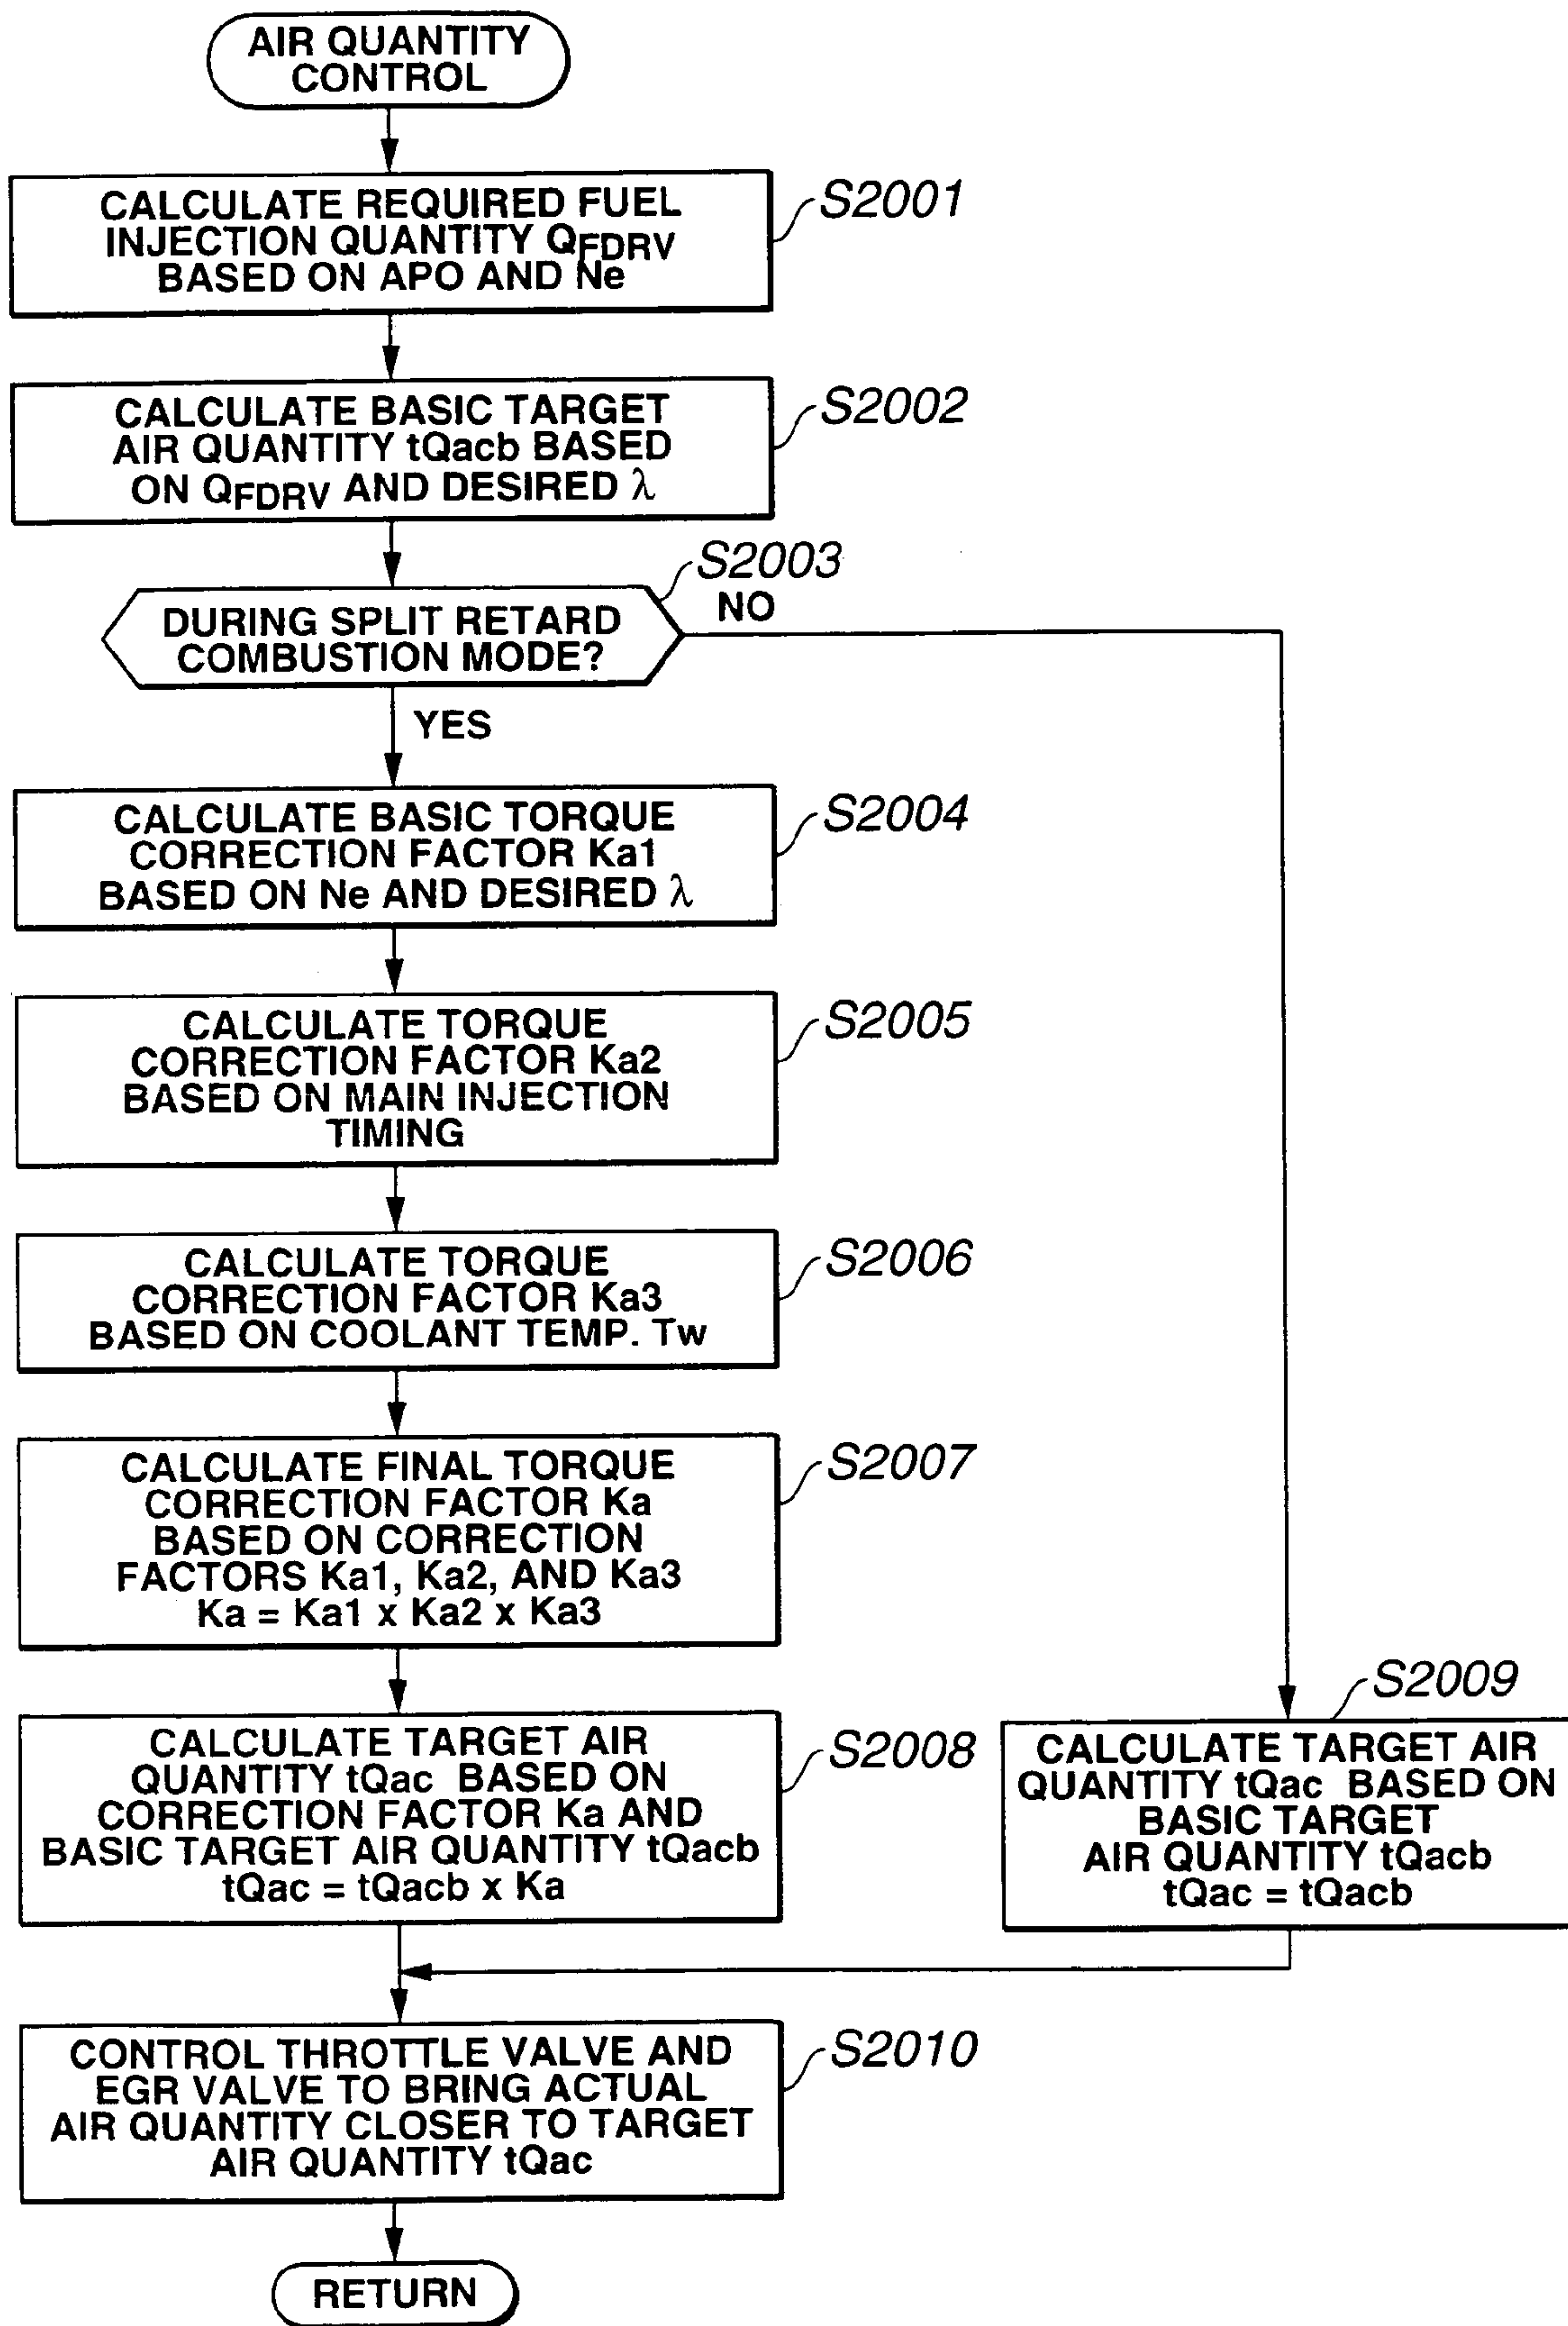 AIR QUANTITY
CONTROL
CALCULATE REQUIRED FUEL
INJECTION QUANTITY QFDRV
BASED ON APO AND Ne
S2001
CALCULATE BASIC TARGET
AIR QUANTITY tQacb BASED
ON QFDRV AND DESIRED λ
S2002
S2003
DURING SPLIT RETARD
COMBUSTION MODE?
NO
YES
CALCULATE BASIC TORQUE
CORRECTION FACTOR Ka1
BASED ON Ne AND DESIRED λ
S2004
CALCULATE TORQUE
CORRECTION FACTOR Ka2
BASED ON MAIN INJECTION
TIMING
S2005
CALCULATE TORQUE
CORRECTION FACTOR Ka3
BASED ON COOLANT TEMP. Tw
S2006
CALCULATE FINAL TORQUE
CORRECTION FACTOR Ka
BASED ON CORRECTION
FACTORS Ka1, Ka2, AND Ka3
Ka = Ka1 x Ka2 x Ka3
S2007
CALCULATE TARGET AIR
QUANTITY tQac BASED ON
CORRECTION FACTOR Ka AND
BASIC TARGET AIR QUANTITY tQacb
tQac = tQacb x Ka
S2008
S2009
CALCULATE TARGET AIR
QUANTITY tQac BASED ON
BASIC TARGET
AIR QUANTITY tQacb
tQac = tQacb
CONTROL THROTTLE VALVE AND
EGR VALVE TO BRING ACTUAL
AIR QUANTITY CLOSER TO TARGET
AIR QUANTITY tQac
S2010
RETURN